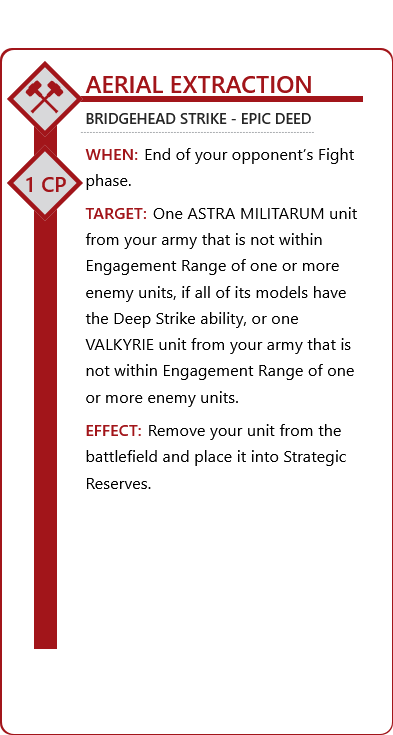 AERIAL EXTRACTION
BRIDGEHEAD STRIKE - EPIC DEED
WHEN: End of your opponent's Fight
phase.
1 CP
TARGET: One ASTRA MILITARUM unit
from your army that is not within
Engagement Range of one or more
enemy units, if all of its models have
the Deep Strike ability, or one
VALKYRIE unit from your army that is
not within Engagement Range of one
or more enemy units.
EFFECT: Remove your unit from the
battlefield and place it into Strategic
Reserves.